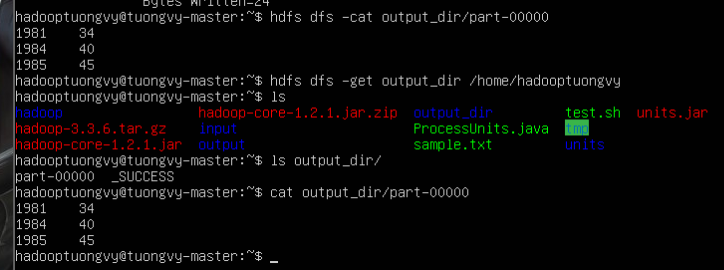 Bytes Written=24
hadooptuongvy@tuongvy-master:~$ hdfs dfs -cat output_dir/part-00000
1981    34
1984    40
1985    45
hadooptuongvy@tuongvy-master:~$ hdfs dfs -get output_dir /home/hadooptuongvy
hadooptuongvy@tuongvy-master:~$ ls
hadoop    hadoop-core-1.2.1.jar.zip    output_dir    test.sh    units.jar
hadoop-3.3.6.tar.gz    input    ProcessUnits.java    tmp
hadoop-core-1.2.1.jar    output    sample.txt    units
hadooptuongvy@tuongvy-master:~$ ls output_dir/
part-00000  _SUCCESS
hadooptuongvy@tuongvy-master:~$ cat output_dir/part-00000
1981    34
1984    40
1985    45
hadooptuongvy@tuongvy-master:~$ _